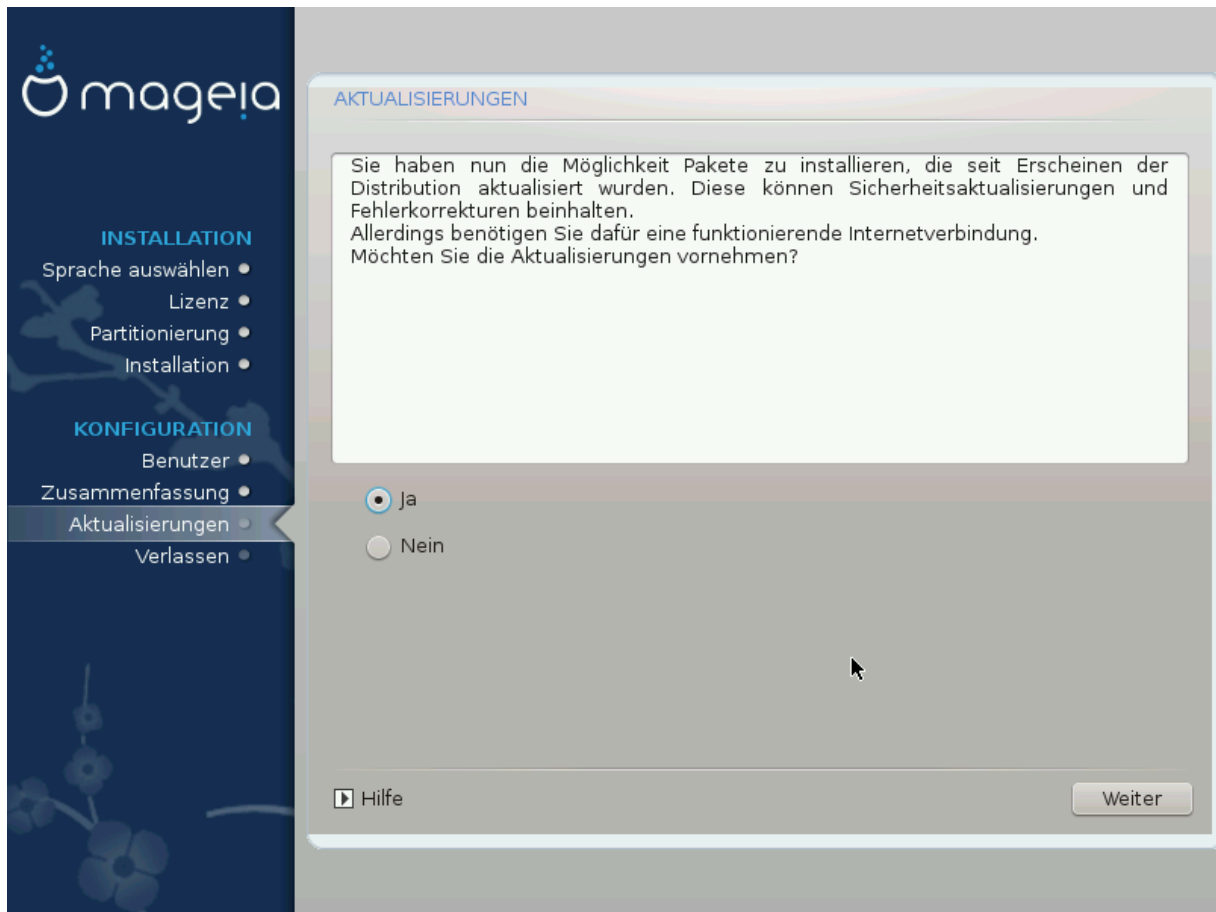 mageia
INSTALLATION
Sprache auswählen
Lizenz
Partitionierung
Installation
KONFIGURATION
Benutzer
Zusammenfassung
Aktualisierungen
Verlassen
AKTUALISIERUNGEN
Sie haben nun die Möglichkeit Pakete zu installieren, die seit Erscheinen der
Distribution aktualisiert wurden. Diese können Sicherheitsaktualisierungen und
Fehlerkorrekturen beinhalten.
Allerdings benötigen Sie dafür eine funktionierende Internetverbindung.
Möchten Sie die Aktualisierungen vornehmen?
Ja
Nein
Hilfe
Weiter